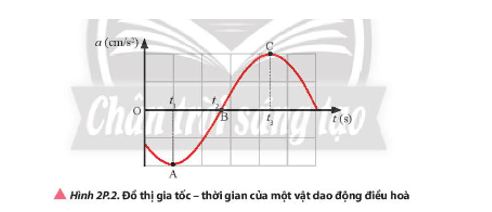 a (cm/s²)
C
t₁
t₂
O
B
t₃
t (s)
Chân trời sáng tạo
A
Hình 2P.2. Đồ thị gia tốc – thời gian của một vật dao động điều hoà